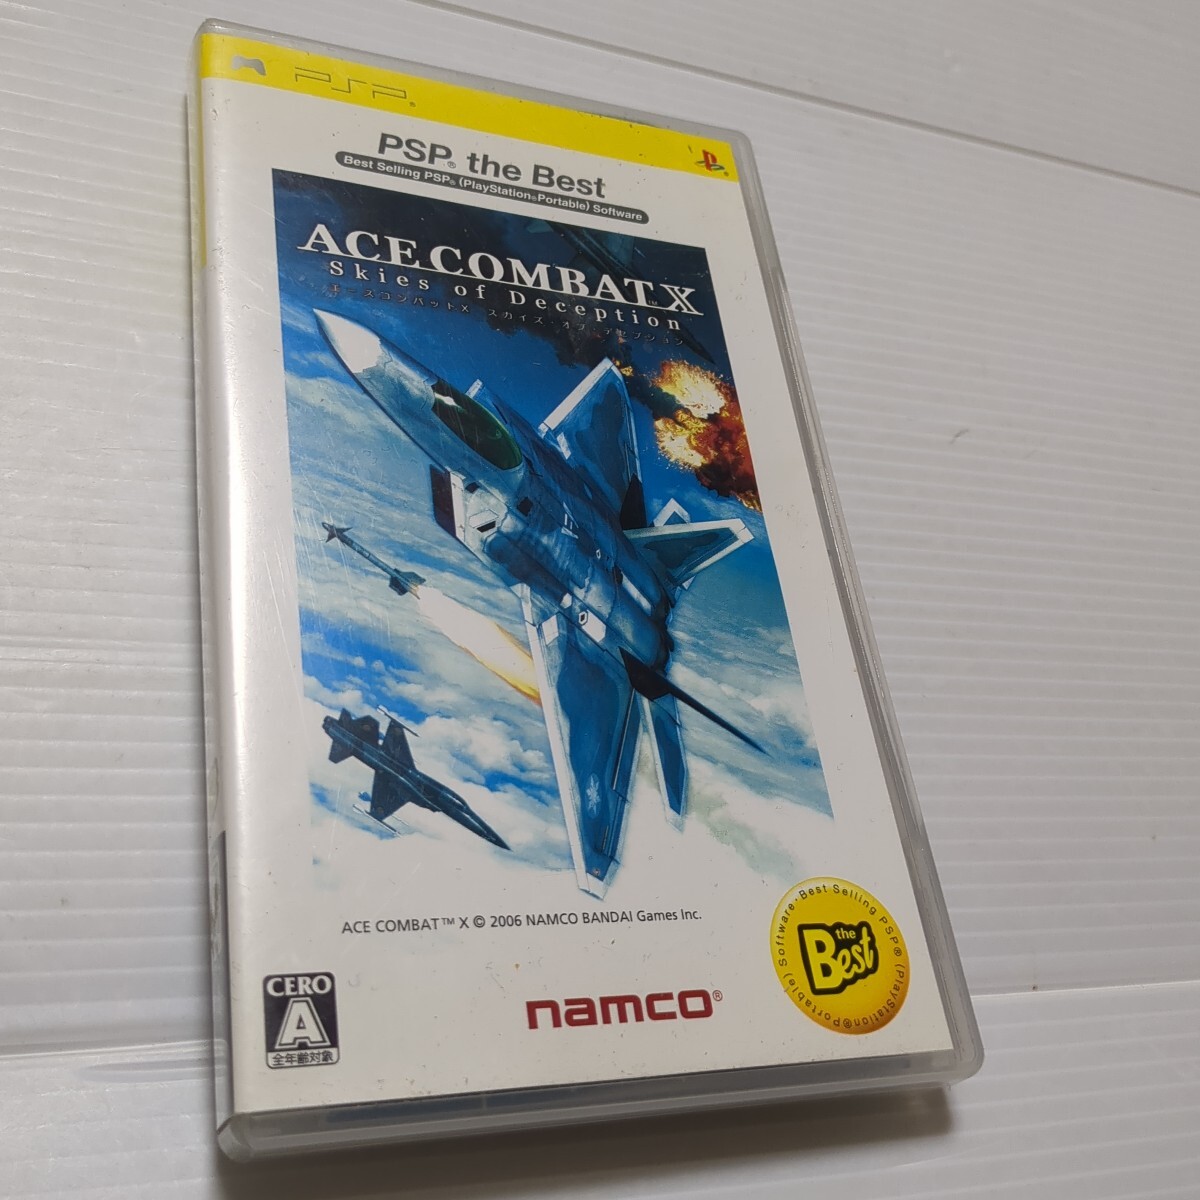 PSP®
PSP® the Best
Best Selling PSP® (PlayStation®Portable) Software
ACE COMBAT™ X
Skies of Deception
エースコンバットX スカイズ・オブ・デセプション
ACE COMBAT™ X © 2006 NAMCO BANDAI Games Inc.
CERO
A
全年齢対象
namco®
Best Selling PSP® (PlayStation®Portable) Software
the
Best